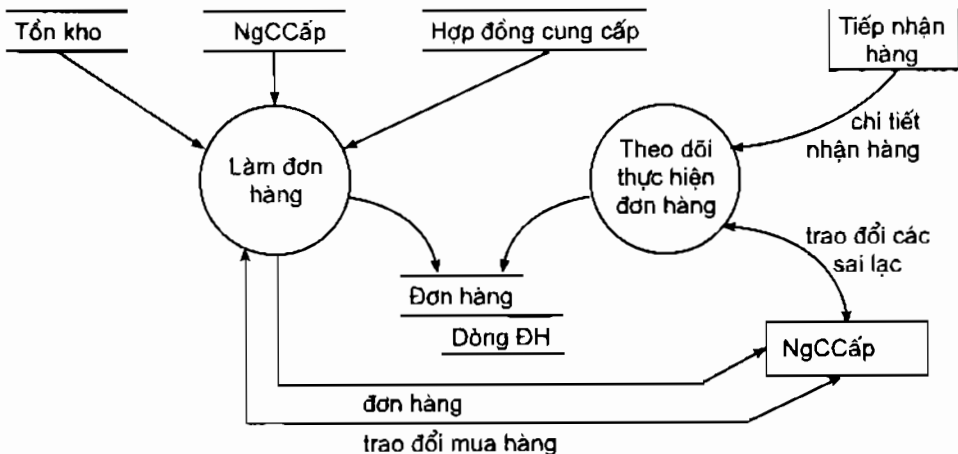 Tồn kho
NgCCấp
Hợp đồng cung cấp
Tiếp nhận
hàng
chi tiết
nhận hàng
Làm đơn
hàng
Theo dõi
thực hiện
đơn hàng
trao đổi các
sai lạc
Đơn hàng
Dòng ĐH
NgCCấp
đơn hàng
trao đổi mua hàng